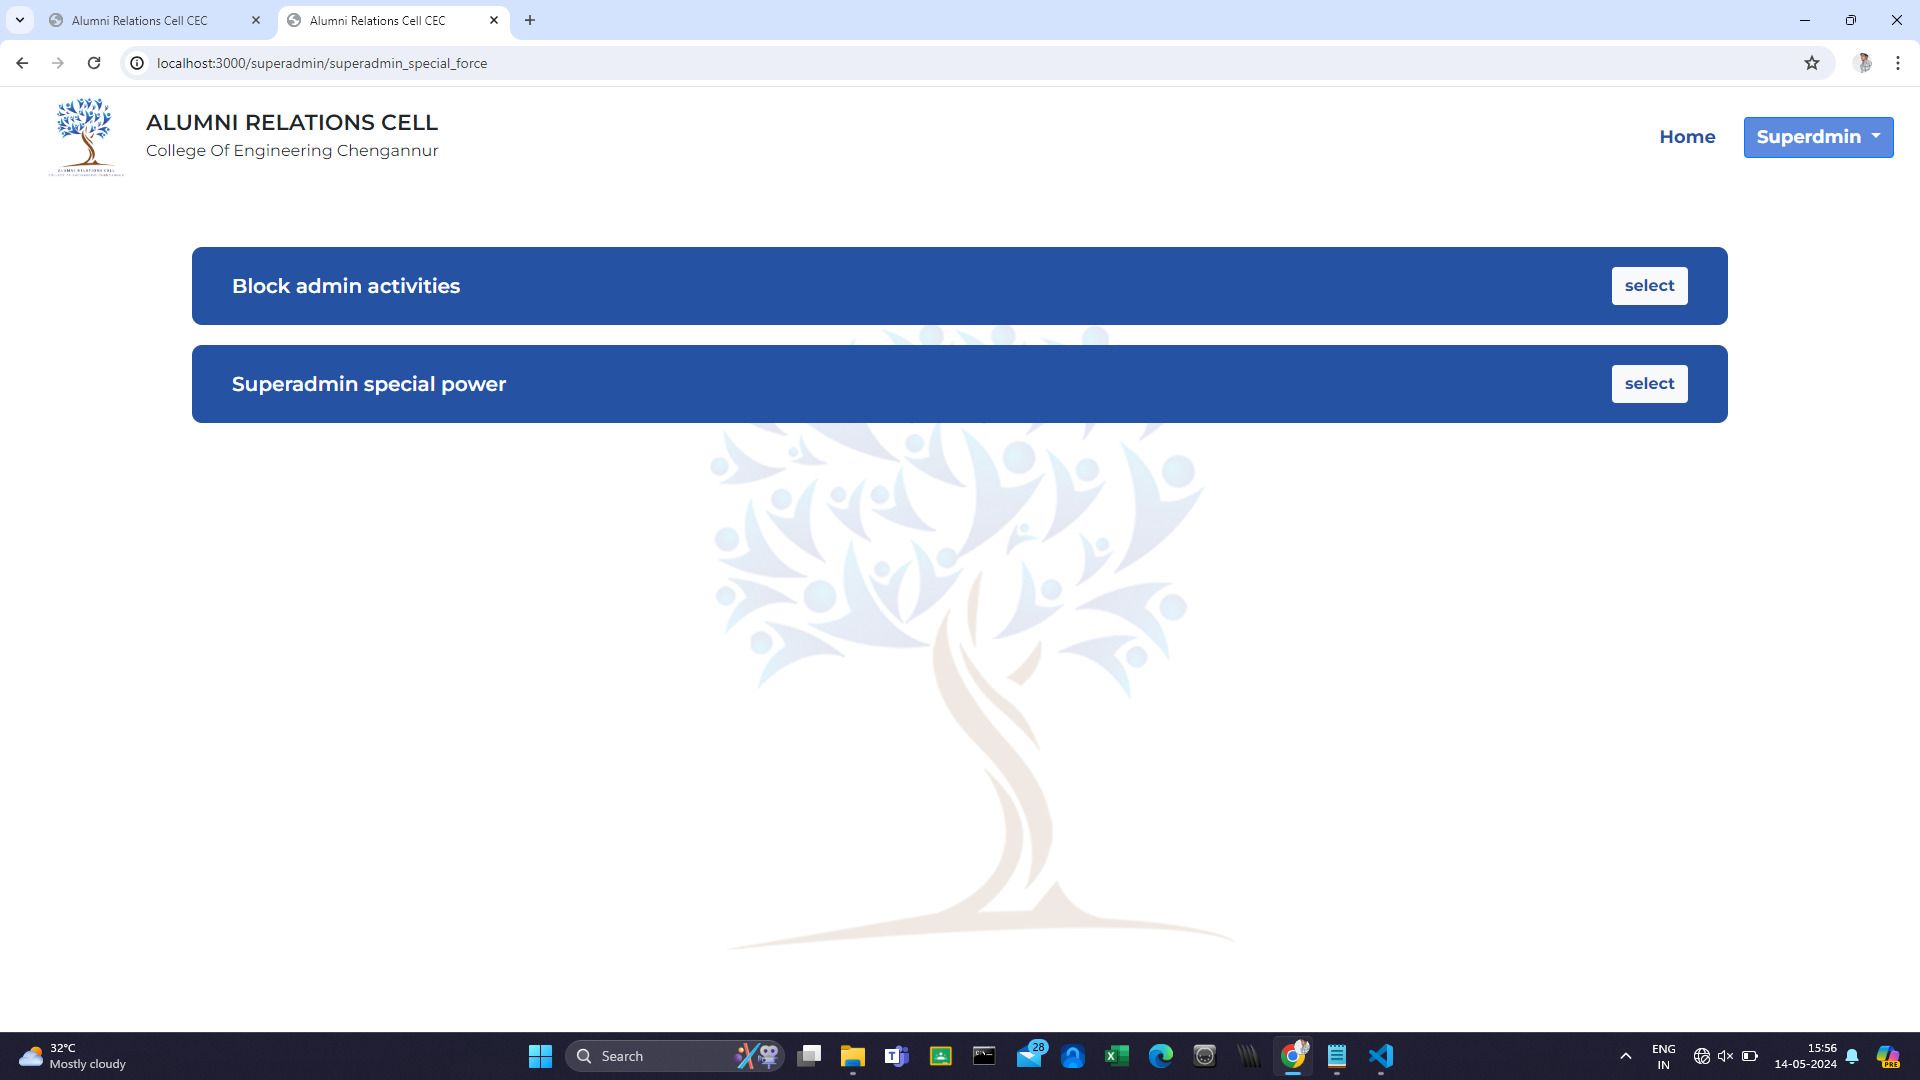 Alumni Relations Cell CEC
Alumni Relations Cell CEC
localhost:3000/superadmin/superadmin_special_force
ALUMNI RELATIONS CELL
College Of Engineering Chengannur
Home
Superdmin
Block admin activities
select
Superadmin special power
select
32°C
Mostly cloudy
Search
28
ENG
IN
15:56
14-05-2024
PRE